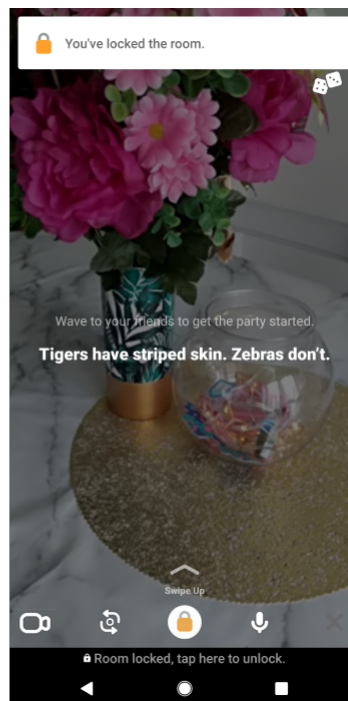 You've locked the room.
Wave to your friends to get the party started.
Tigers have striped skin. Zebras don't.
Swipe Up
Room locked, tap here to unlock.